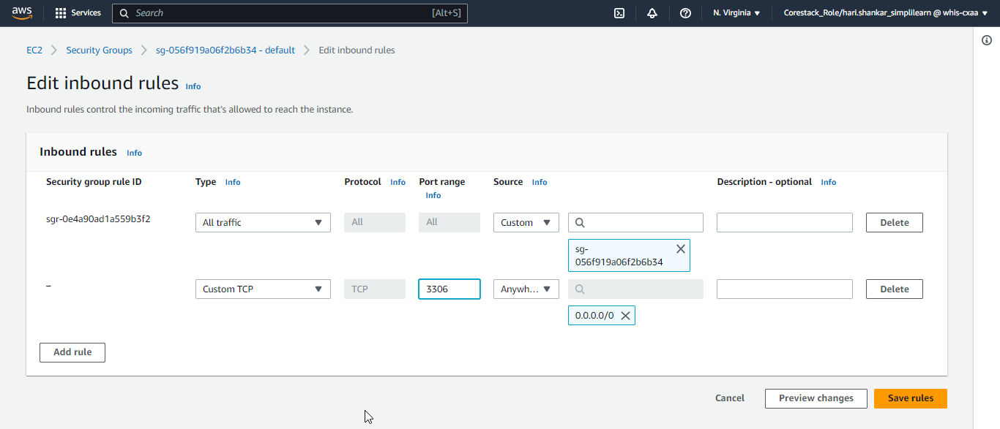 aws
Services
Search [Alt+S]
N. Virginia
Corestack_Role/hari.shankar_simplilearn @ whis-cxaa
EC2 Security Groups sg-056f919a06f2b6b34 - default Edit inbound rules
Edit inbound rules Info
Inbound rules control the incoming traffic that's allowed to reach the instance.
Inbound rules Info
Security group rule ID Type Info Protocol Info Port range Source Info Description - optional Info
Info
sgr-0e4a90ad1a559b3f2 All traffic All All Custom Delete
sg-
056f919a06f2b6b34
– Custom TCP TCP 3306 Anywh... Delete
0.0.0.0/0
Add rule
Cancel Preview changes Save rules